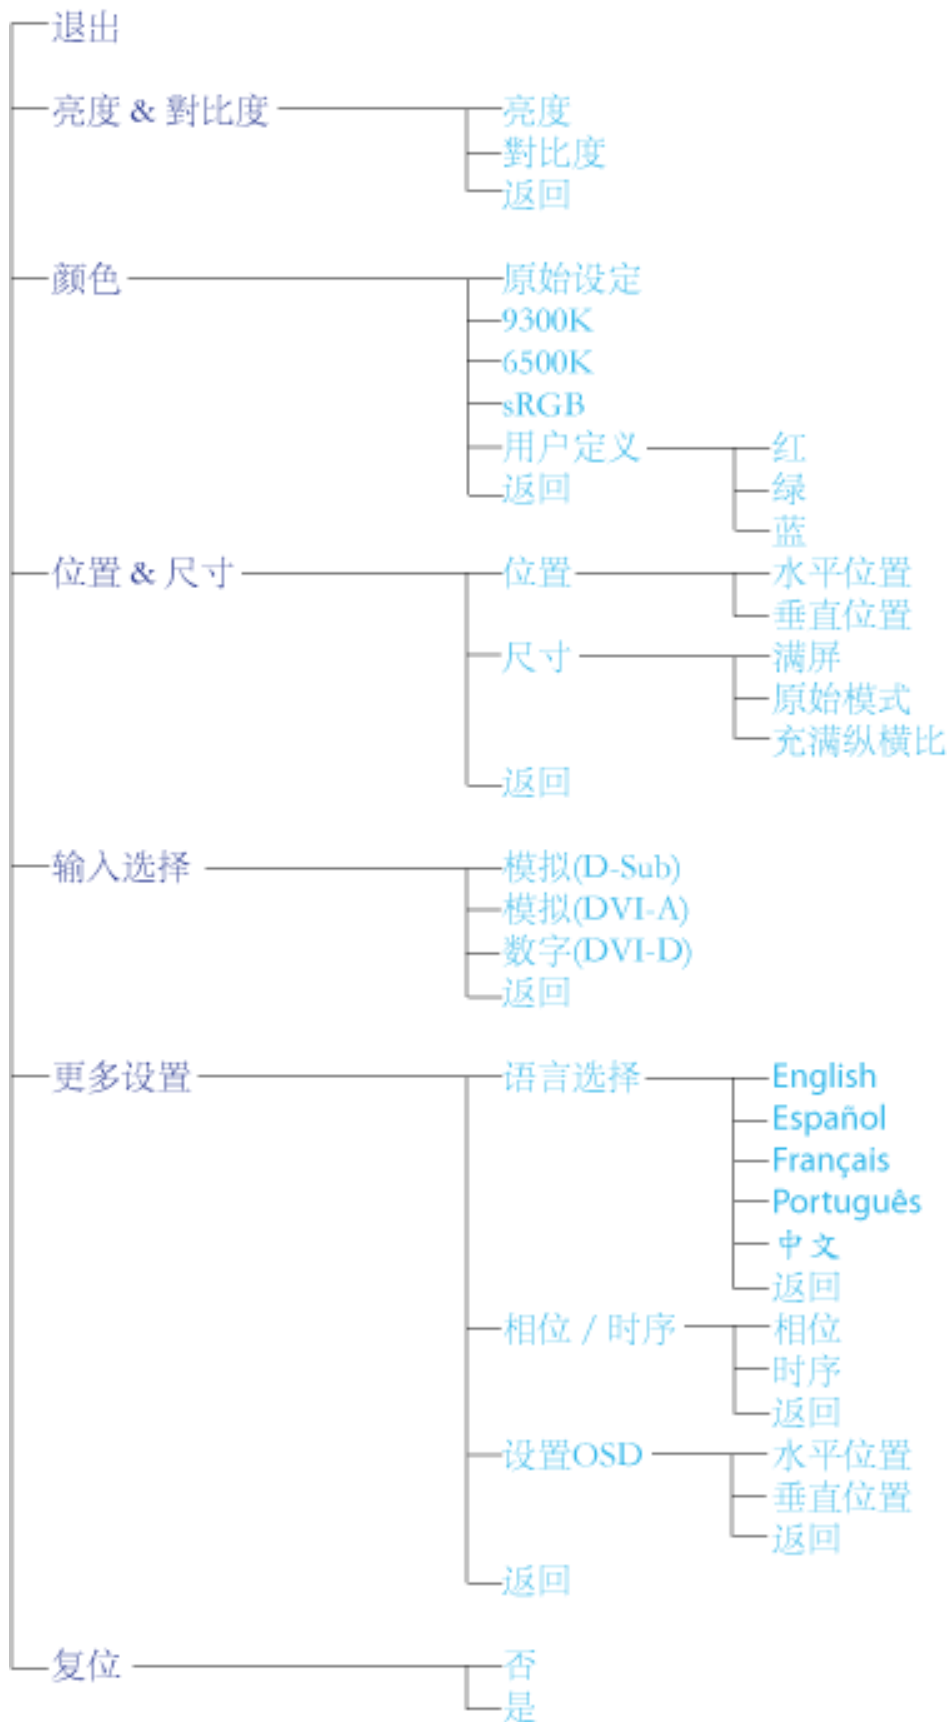 退出
亮度 & 對比度
亮度
對比度
返回
颜色
原始设定
9300K
6500K
sRGB
用户定义
红
返回
绿
蓝
位置 & 尺寸
位置
水平位置
垂直位置
尺寸
满屏
原始模式
充满纵横比
返回
输入选择
模拟(D-Sub)
模拟(DVI-A)
数字(DVI-D)
返回
更多设置
语言选择
English
Español
Français
Português
中文
返回
相位 / 时序
相位
时序
返回
设置OSD
水平位置
垂直位置
返回
返回
复位
否
是